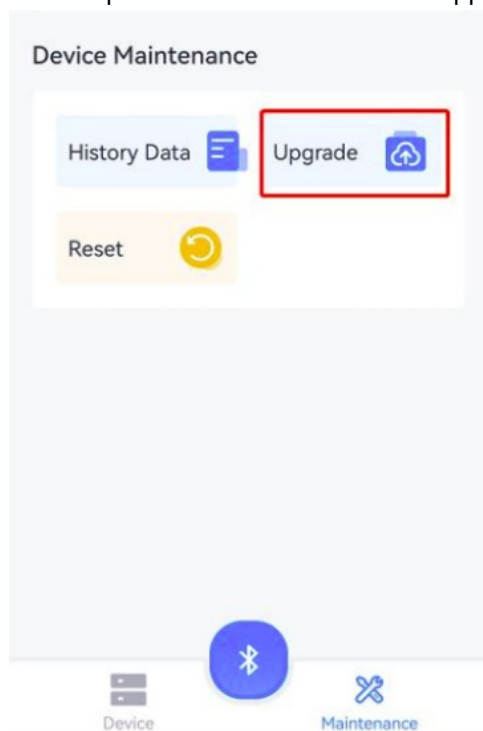 Device Maintenance
History Data
Upgrade
Reset
Device
Maintenance